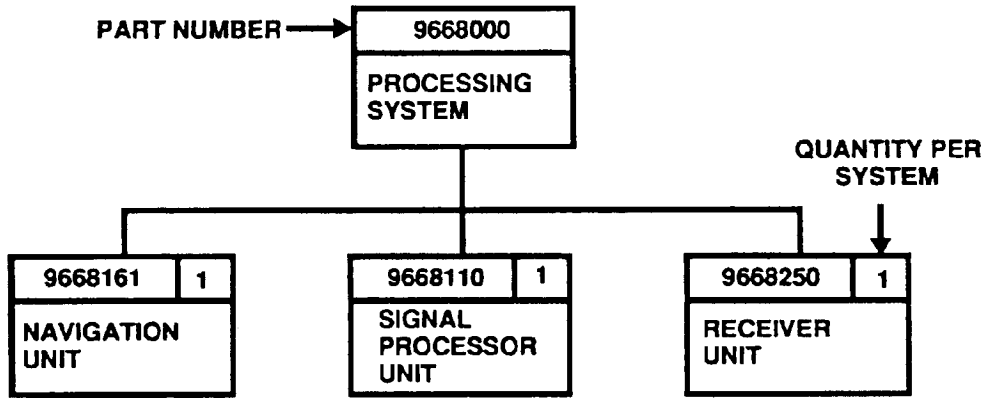 PART NUMBER
9668000
PROCESSING
SYSTEM
QUANTITY PER
SYSTEM
9668161 1
NAVIGATION
UNIT
9668110 1
SIGNAL
PROCESSOR
UNIT
9668250 1
RECEIVER
UNIT